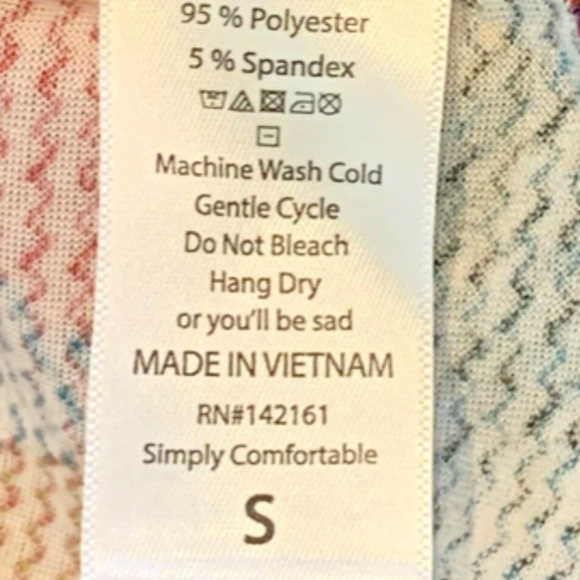 95 % Polyester
5 % Spandex
Machine Wash Cold
Gentle Cycle
Do Not Bleach
Hang Dry
or you'll be sad
MADE IN VIETNAM
RN#142161
Simply Comfortable
S